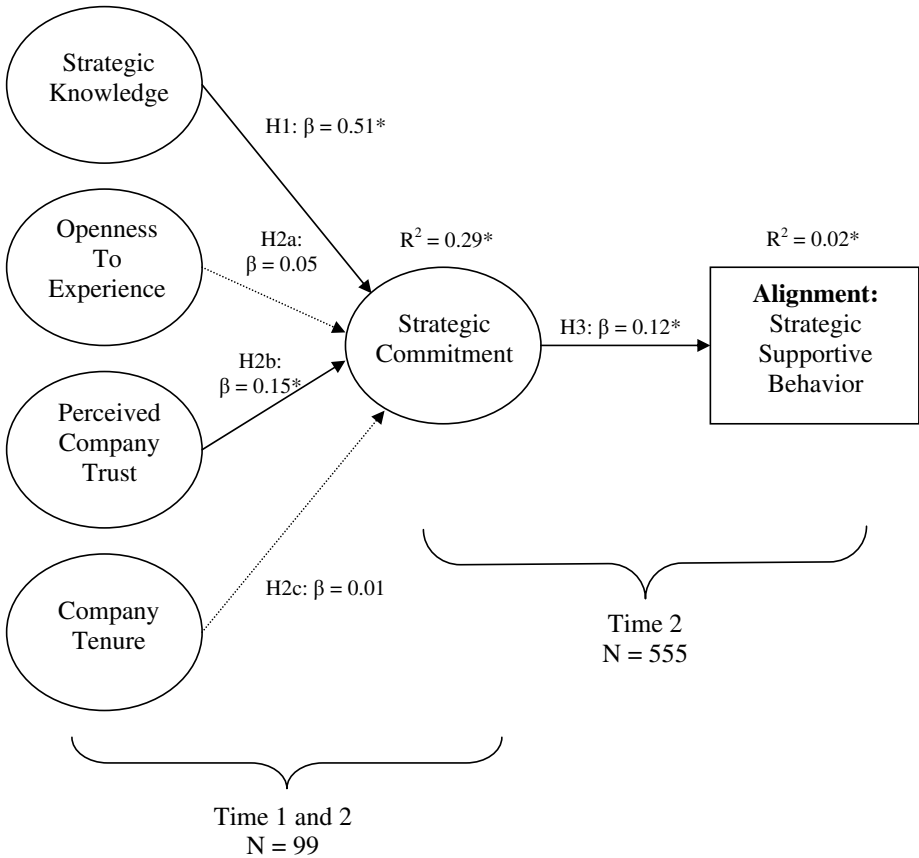 Strategic
Knowledge
H1: β = 0.51*
Openness
To
Experience
H2a:
β = 0.05
R² = 0.29*
R² = 0.02*
Strategic
Commitment
H3: β = 0.12*
Alignment:
Strategic
Supportive
Behavior
H2b:
β = 0.15*
Perceived
Company
Trust
H2c: β = 0.01
Company
Tenure
Time 2
N = 555
Time 1 and 2
N = 99